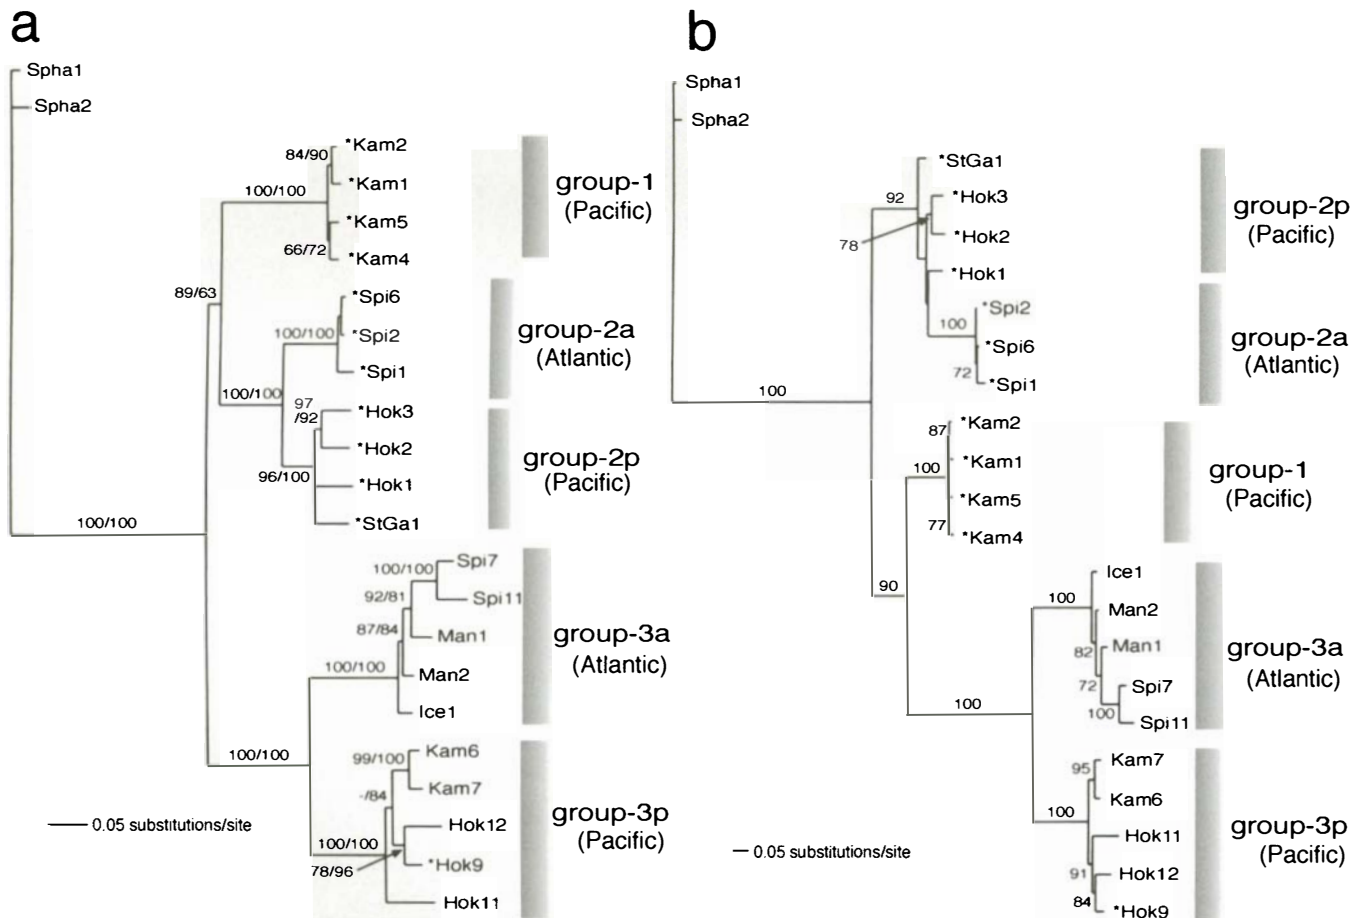 a
Spha1
Spha2
*Kam2
84/90
*Kam1
100/100
*Kam5
66/72
*Kam4
group-1
(Pacific)
89/63
*Spi6
100/100
*Spi2
*Spi1
group-2a
(Atlantic)
100/100
97
/92
*Hok3
*Hok2
96/100
*Hok1
*StGa1
group-2p
(Pacific)
100/100
Spi7
100/100
Spi11
92/81
87/84
Man1
100/100
Man2
Ice1
group-3a
(Atlantic)
100/100
Kam6
99/100
Kam7
-/84
Hok12
100/100
*Hok9
78/96
Hok11
group-3p
(Pacific)
0.05 substitutions/site
b
Spha1
Spha2
*StGa1
92
*Hok3
*Hok2
78
*Hok1
group-2p
(Pacific)
*Spi2
100
*Spi6
72
*Spi1
group-2a
(Atlantic)
100
*Kam2
87
*Kam1
100
*Kam5
77
*Kam4
group-1
(Pacific)
90
Ice1
100
Man2
Man1
82
72
Spi7
100
Spi11
group-3a
(Atlantic)
100
Kam7
95
Kam6
100
Hok11
91
Hok12
84
*Hok9
group-3p
(Pacific)
0.05 substitutions/site